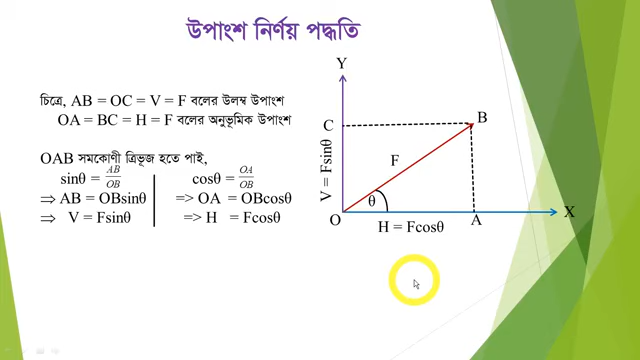 উপাংশ নির্ণয় পদ্ধতি
চিত্রে, AB = OC = V = F বলের উলম্ব উপাংশ
OA = BC = H = F বলের অনুভূমিক উপাংশ
OAB সমকোণী ত্রিভূজ হতে পাই,
sinθ = AB/OB
⇒ AB = OBsinθ
⇒ V = Fsinθ
cosθ = OA/OB
=> OA = OBcosθ
=> H = Fcosθ
Y
C
B
F
V = Fsinθ
θ
O
A
X
H = Fcosθ